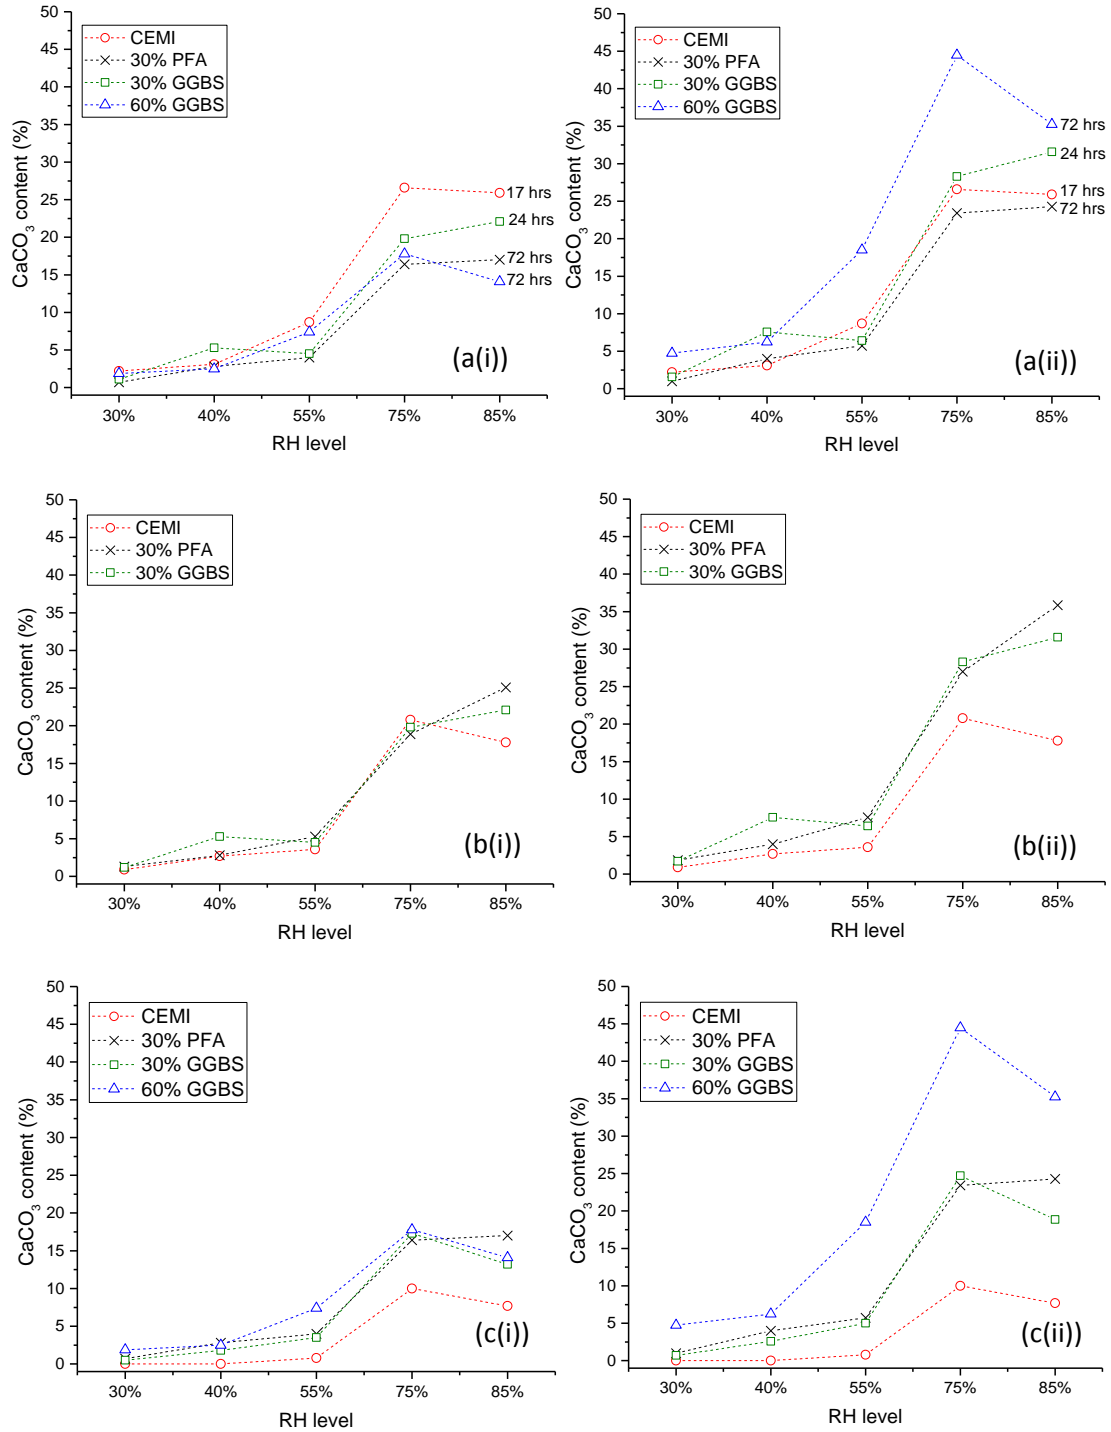 CEMI
30% PFA
30% GGBS
60% GGBS
50
45
40
35
30
25
20
15
10
5
0
CaCO3 content (%)
17 hrs
24 hrs
72 hrs
72 hrs
(a(i))
30% 40% 55% 75% 85%
RH level
CEMI
30% PFA
30% GGBS
60% GGBS
50
45
40
35
30
25
20
15
10
5
0
CaCO3 content (%)
72 hrs
24 hrs
17 hrs
72 hrs
(a(ii))
30% 40% 55% 75% 85%
RH level
CEMI
30% PFA
30% GGBS
50
45
40
35
30
25
20
15
10
5
0
CaCO3 content (%)
(b(i))
30% 40% 55% 75% 85%
RH level
CEMI
30% PFA
30% GGBS
50
45
40
35
30
25
20
15
10
5
0
CaCO3 content (%)
(b(ii))
30% 40% 55% 75% 85%
RH level
CEMI
30% PFA
30% GGBS
60% GGBS
50
45
40
35
30
25
20
15
10
5
0
CaCO3 content (%)
(c(i))
30% 40% 55% 75% 85%
RH level
CEMI
30% PFA
30% GGBS
60% GGBS
50
45
40
35
30
25
20
15
10
5
0
CaCO3 content (%)
(c(ii))
30% 40% 55% 75% 85%
RH level